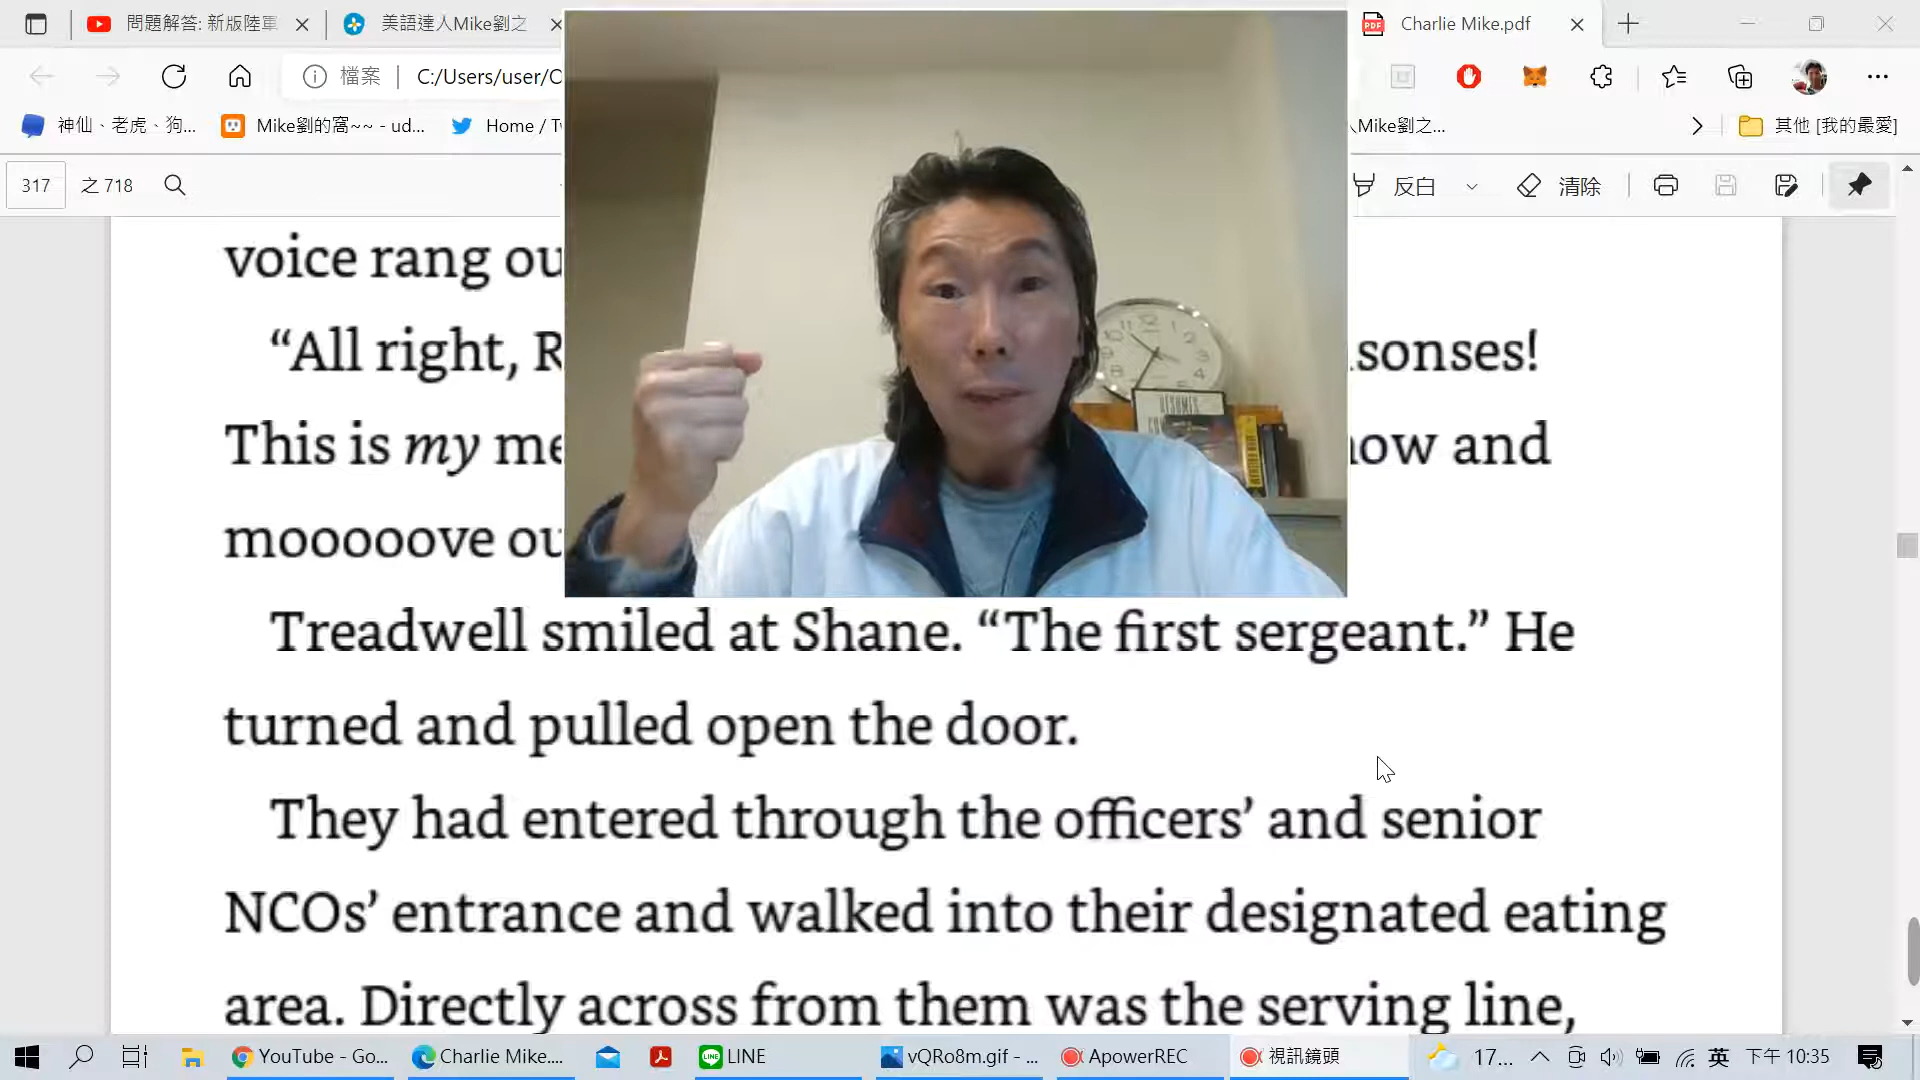 問題解答: 新版陸軍
美語達人Mike劉之
Charlie Mike.pdf
檔案
C:/Users/user/O
神仙、老虎、狗...
Mike劉的窩~~ - ud...
Home / Tw
Mike劉之...
其他 [我的最愛]
317
之 718
反白
清除
voice rang ou
“All right, R
sonses!
This is my me
now and
mooooove ou
Treadwell smiled at Shane. “The first sergeant.” He
turned and pulled open the door.
They had entered through the officers’ and senior
NCOs’ entrance and walked into their designated eating
area. Directly across from them was the serving line,
YouTube - Go...
Charlie Mike....
LINE
vQRo8m.gif - ...
ApowerREC
視訊鏡頭
17...
英
下午 10:35